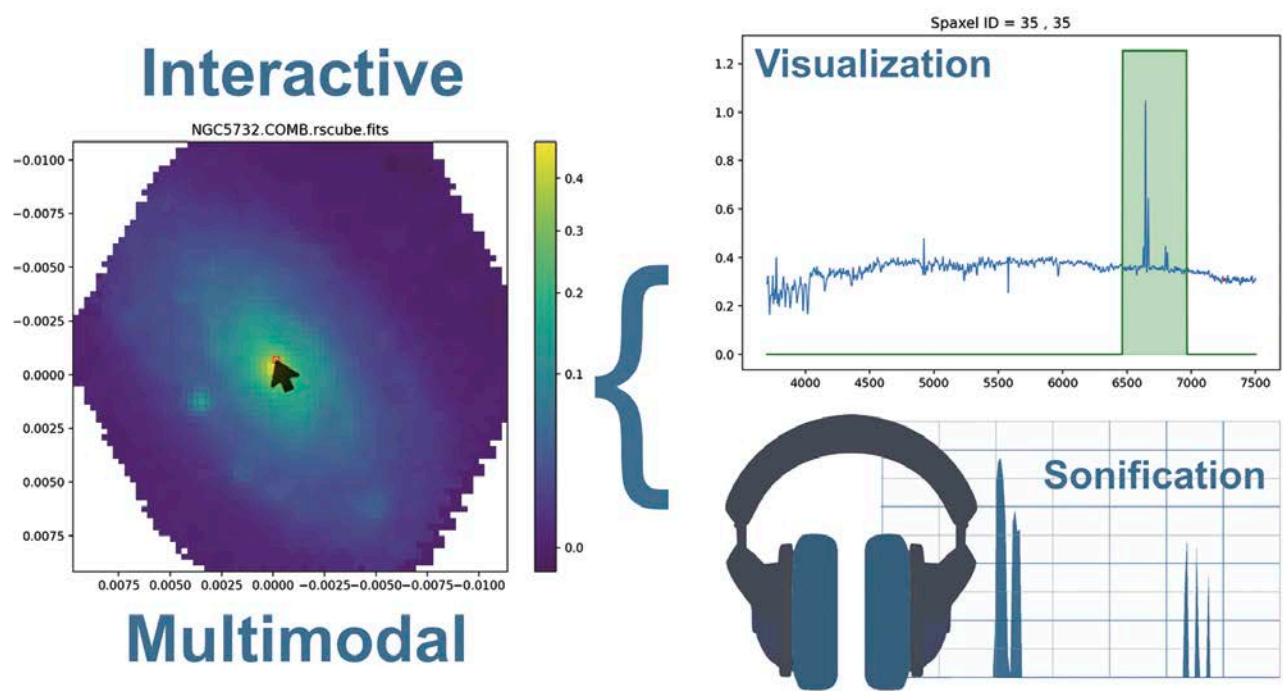 Interactive
NGC5732.COMB.rscube.fits
−0.0100
−0.0075
−0.0050
−0.0025
0.0000
0.0025
0.0050
0.0075
0.0075 0.0050 0.0025 0.0000 −0.0025−0.0050−0.0075−0.0100
0.4
0.3
0.2
0.1
0.0
Multimodal
{
Spaxel ID = 35 , 35
Visualization
1.2
1.0
0.8
0.6
0.4
0.2
0.0
4000 4500 5000 5500 6000 6500 7000 7500
Sonification